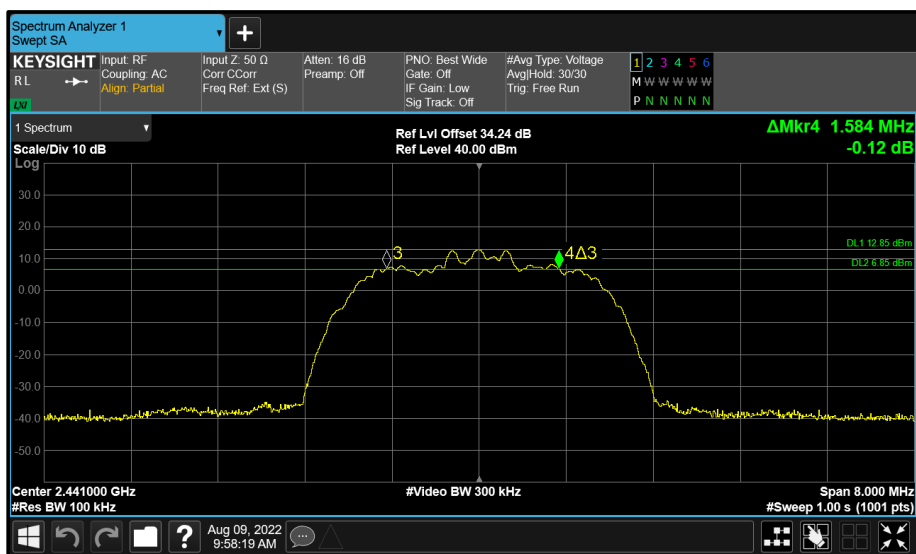 Spectrum Analyzer 1
Swept SA
KEYSIGHT
RL
LXI
Input: RF
Coupling: AC
Align: Partial
Input Z: 50 Ω
Corr CCorr
Freq Ref: Ext (S)
Atten: 16 dB
Preamp: Off
PNO: Best Wide
Gate: Off
IF Gain: Low
Sig Track: Off
#Avg Type: Voltage
Avg|Hold: 30/30
Trig: Free Run
1 2 3 4 5 6
M W W W W W
P N N N N N
1 Spectrum
Scale/Div 10 dB
Log
Ref Lvl Offset 34.24 dB
Ref Level 40.00 dBm
ΔMkr4 1.584 MHz
-0.12 dB
30.0
20.0
10.0
0.00
-10.0
-20.0
-30.0
-40.0
-50.0
3
4Δ3
DL1 12.85 dBm
DL2 6.85 dBm
Center 2.441000 GHz
#Res BW 100 kHz
#Video BW 300 kHz
Span 8.000 MHz
#Sweep 1.00 s (1001 pts)
?
Aug 09, 2022
9:58:19 AM